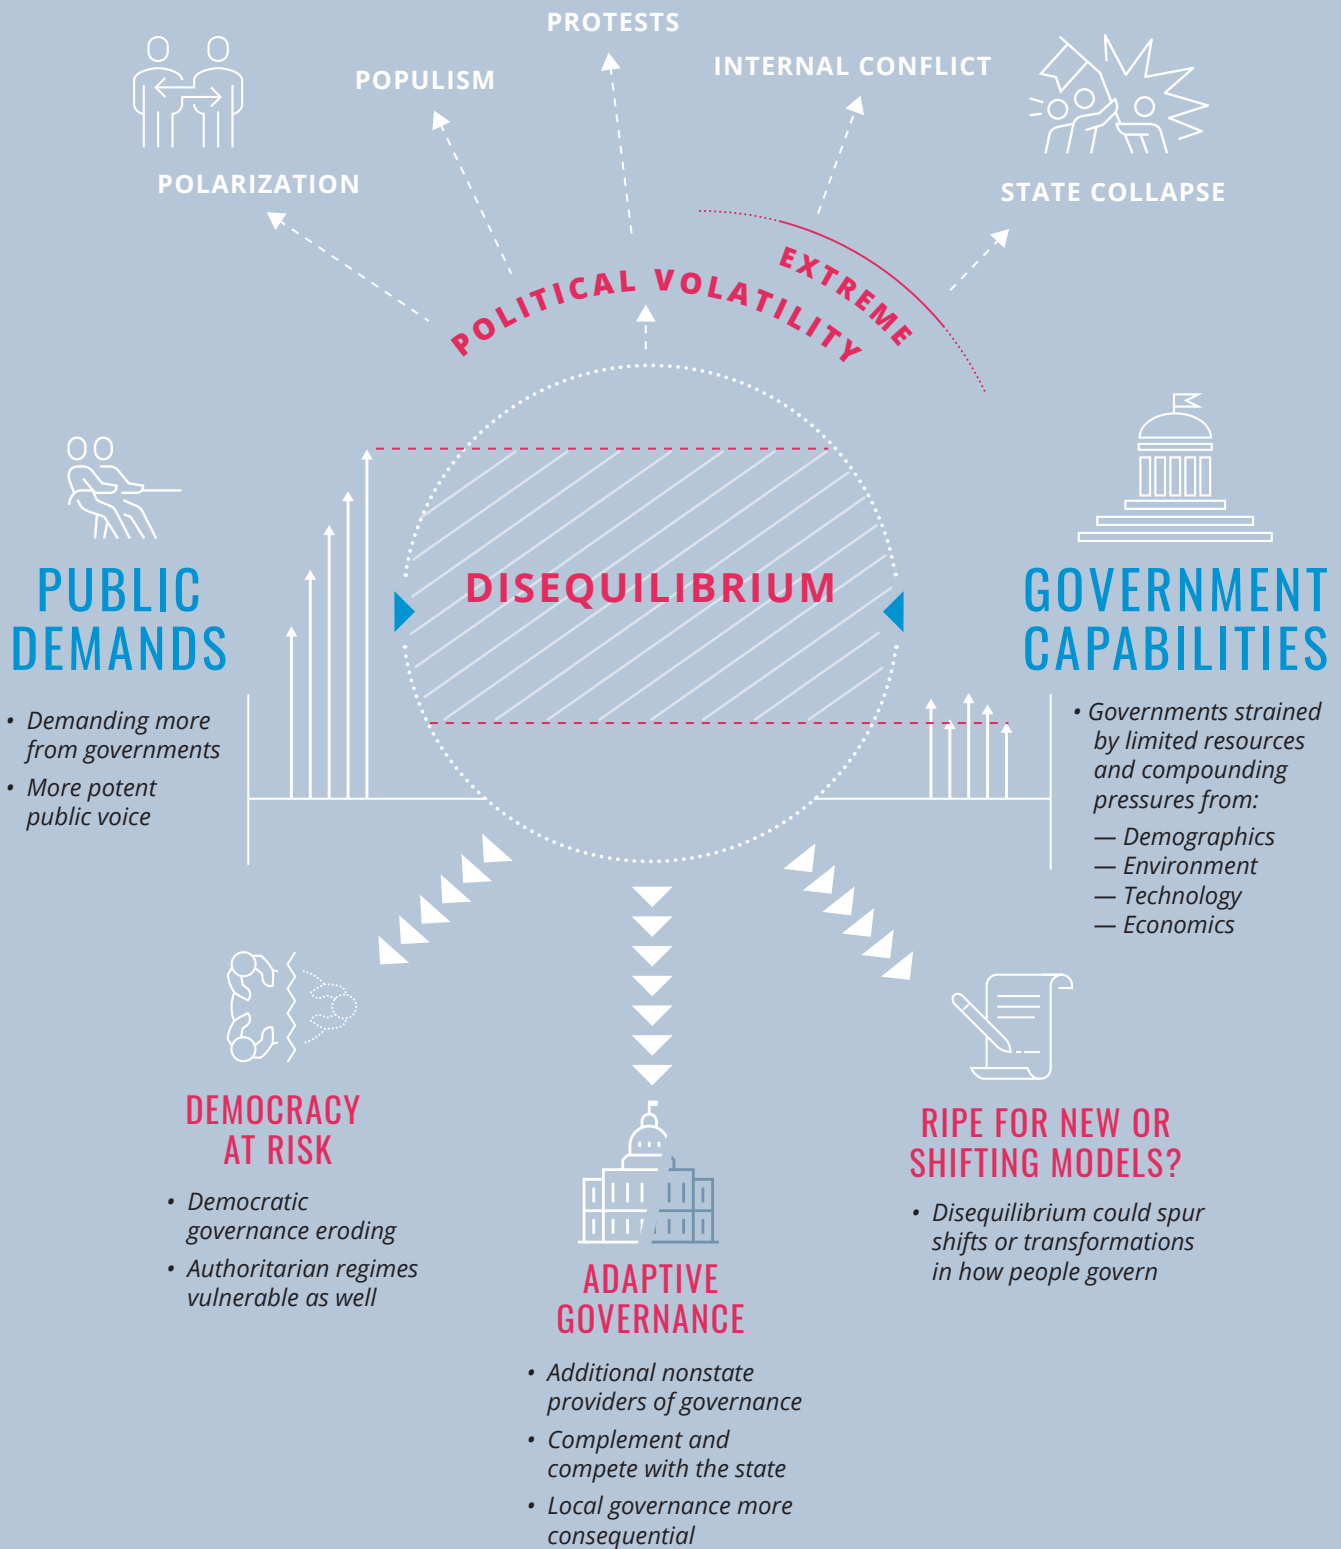 PROTESTS
POPULISM
INTERNAL CONFLICT
POLARIZATION
STATE COLLAPSE
POLITICAL VOLATILITY
EXTREME
DISEQUILIBRIUM
PUBLIC
DEMANDS
• Demanding more
from governments
• More potent
public voice
GOVERNMENT
CAPABILITIES
• Governments strained
by limited resources
and compounding
pressures from:
— Demographics
— Environment
— Technology
— Economics
DEMOCRACY
AT RISK
• Democratic
governance eroding
• Authoritarian regimes
vulnerable as well
ADAPTIVE
GOVERNANCE
• Additional nonstate
providers of governance
• Complement and
compete with the state
• Local governance more
consequential
RIPE FOR NEW OR
SHIFTING MODELS?
• Disequilibrium could spur
shifts or transformations
in how people govern